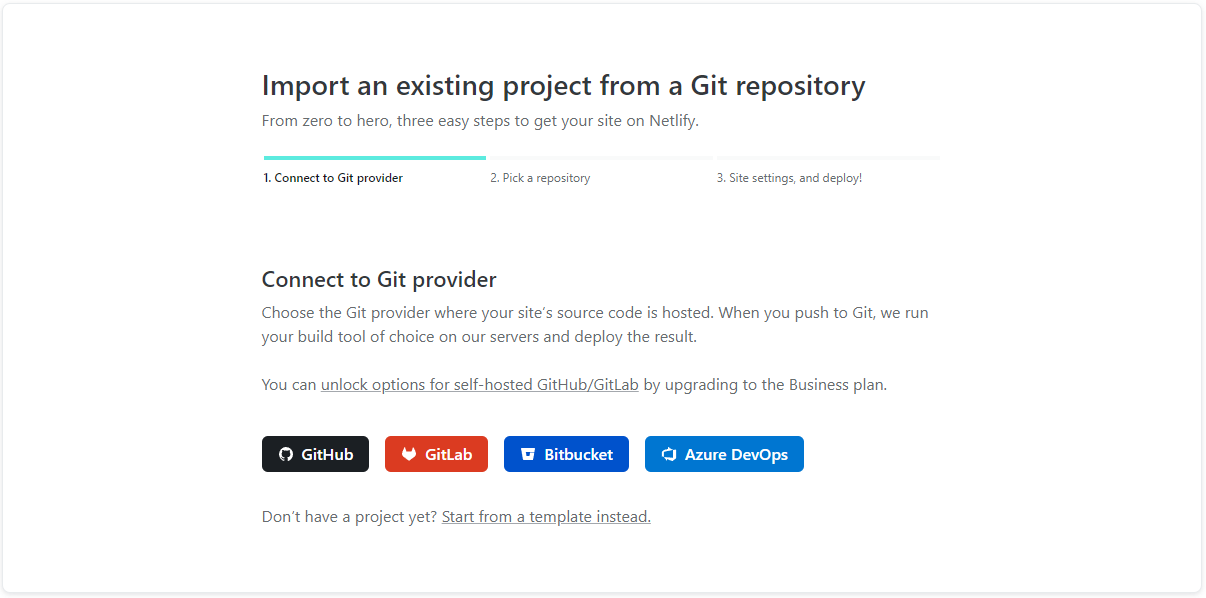 Import an existing project from a Git repository
From zero to hero, three easy steps to get your site on Netlify.
1. Connect to Git provider
2. Pick a repository
3. Site settings, and deploy!
Connect to Git provider
Choose the Git provider where your site’s source code is hosted. When you push to Git, we run
your build tool of choice on our servers and deploy the result.
You can unlock options for self-hosted GitHub/GitLab by upgrading to the Business plan.
GitHub
GitLab
Bitbucket
Azure DevOps
Don’t have a project yet? Start from a template instead.